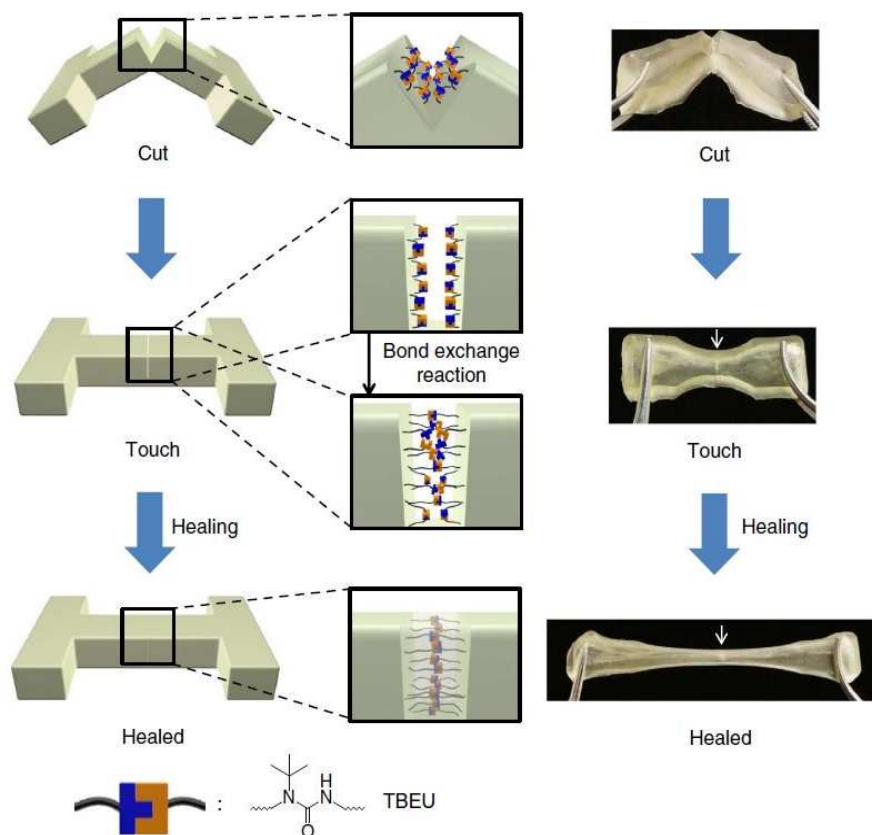 Cut
Cut
Bond exchange
reaction
Touch
Touch
Healing
Healing
Healed
Healed
:
N
H
N
O
TBEU